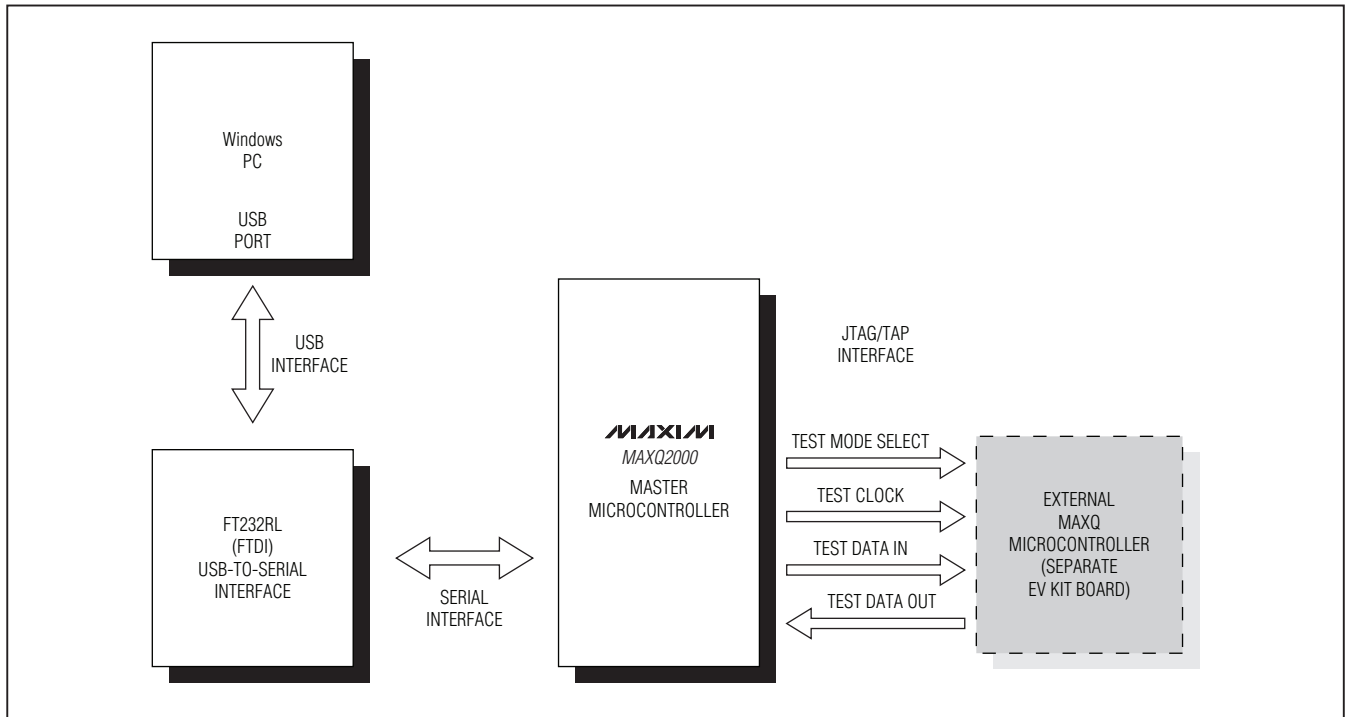 Windows
PC
USB
PORT
USB
INTERFACE
FT232RL
(FTDI)
USB-TO-SERIAL
INTERFACE
SERIAL
INTERFACE
MAXIM
MAXQ2000
MASTER
MICROCONTROLLER
JTAG/TAP
INTERFACE
TEST MODE SELECT
TEST CLOCK
TEST DATA IN
TEST DATA OUT
EXTERNAL
MAXQ
MICROCONTROLLER
(SEPARATE
EV KIT BOARD)